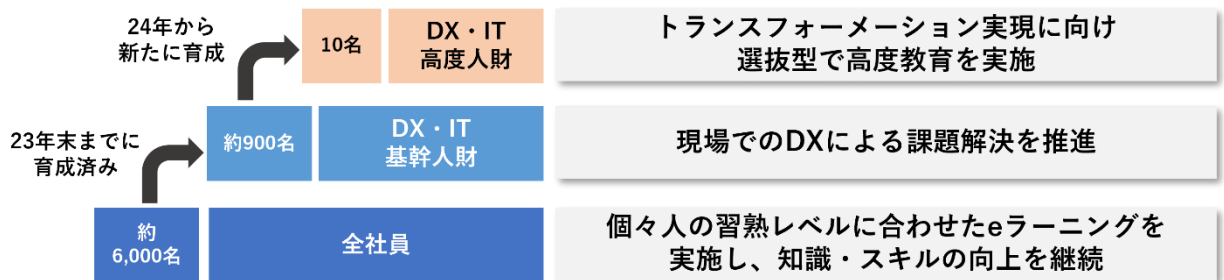 24年から
新たに育成
10名
DX・IT
高度人財
トランスフォーメーション実現に向け
選抜型で高度教育を実施
23年末までに
育成済み
約900名
DX・IT
基幹人財
現場でのDXによる課題解決を推進
約
6,000名
全社員
個々人の習熟レベルに合わせたeラーニングを
実施し、知識・スキルの向上を継続